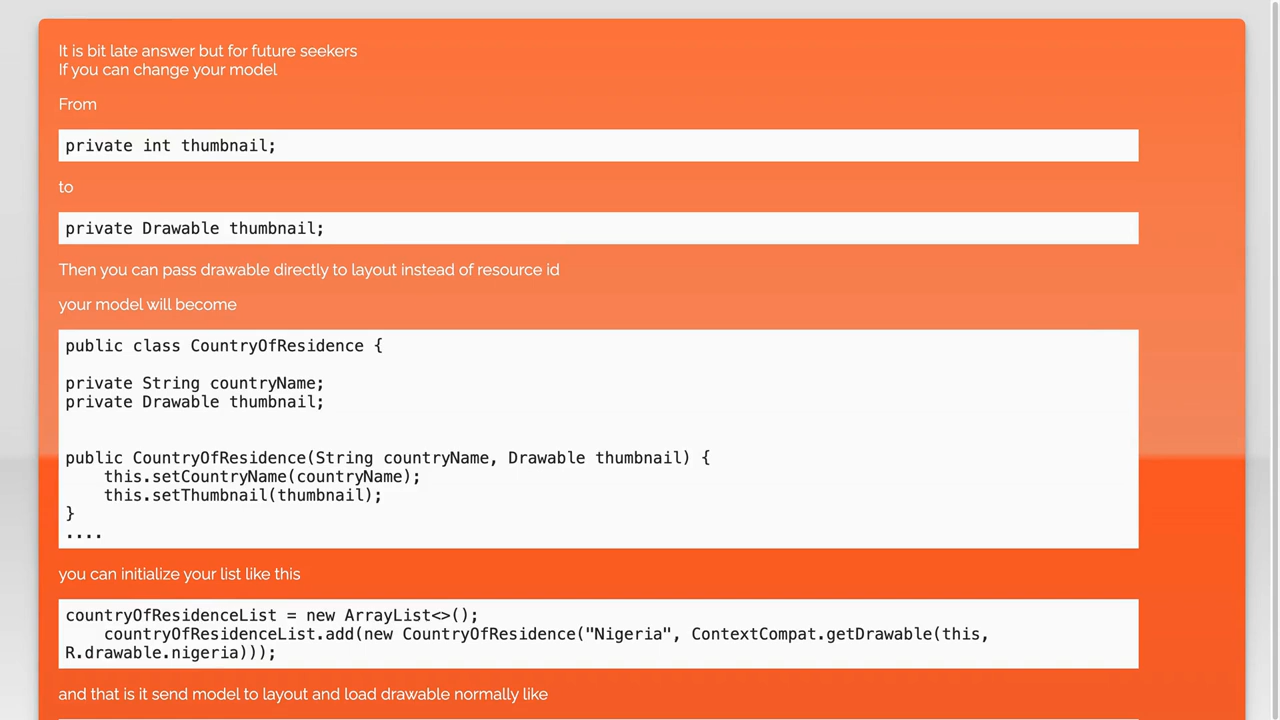 It is bit late answer but for future seekers
If you can change your model
From
private int thumbnail;
to
private Drawable thumbnail;
Then you can pass drawable directly to layout instead of resource id
your model will become
public class CountryOfResidence {
private String countryName;
private Drawable thumbnail;
public CountryOfResidence(String countryName, Drawable thumbnail) {
    this.setCountryName(countryName);
    this.setThumbnail(thumbnail);
}
....
you can initialize your list like this
countryOfResidenceList = new ArrayList<>();
    countryOfResidenceList.add(new CountryOfResidence("Nigeria", ContextCompat.getDrawable(this,
R.drawable.nigeria)));
and that is it send model to layout and load drawable normally like